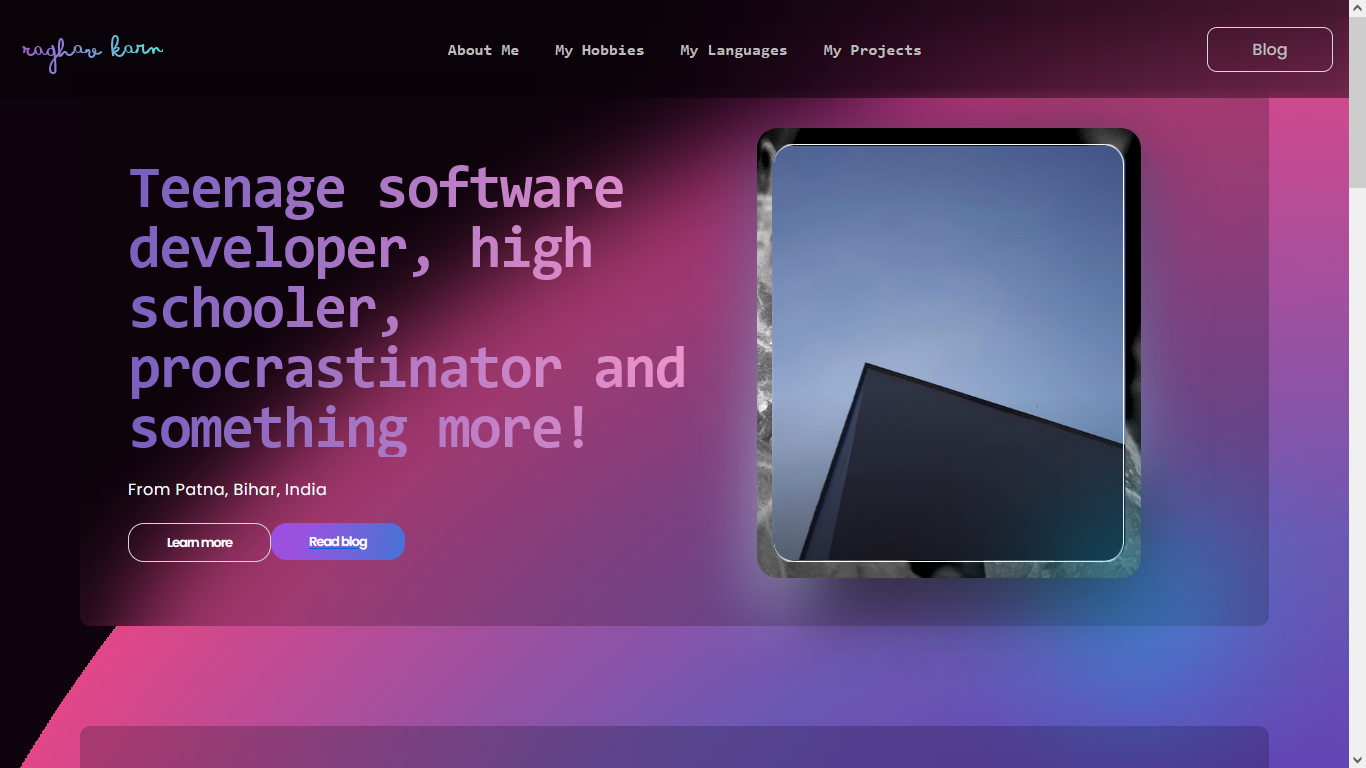 raghav karn
About Me
My Hobbies
My Languages
My Projects
Blog
Teenage software
developer, high
schooler,
procrastinator and
something more!
From Patna, Bihar, India
Learn more
Read blog